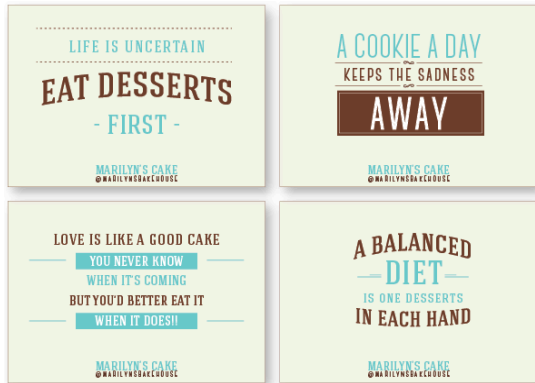 LIFE IS UNCERTAIN
EAT DESSERTS
- FIRST -
MARILYN'S CAKE
@MARILYNSBAKEHOUSE
A COOKIE A DAY
KEEPS THE SADNESS
AWAY
MARILYN'S CAKE
@MARILYNSBAKEHOUSE
LOVE IS LIKE A GOOD CAKE
YOU NEVER KNOW
WHEN IT'S COMING
BUT YOU'D BETTER EAT IT
WHEN IT DOES!!
MARILYN'S CAKE
@MARILYNSBAKEHOUSE
A BALANCED
DIET
IS ONE DESSERTS
IN EACH HAND
MARILYN'S CAKE
@MARILYNSBAKEHOUSE